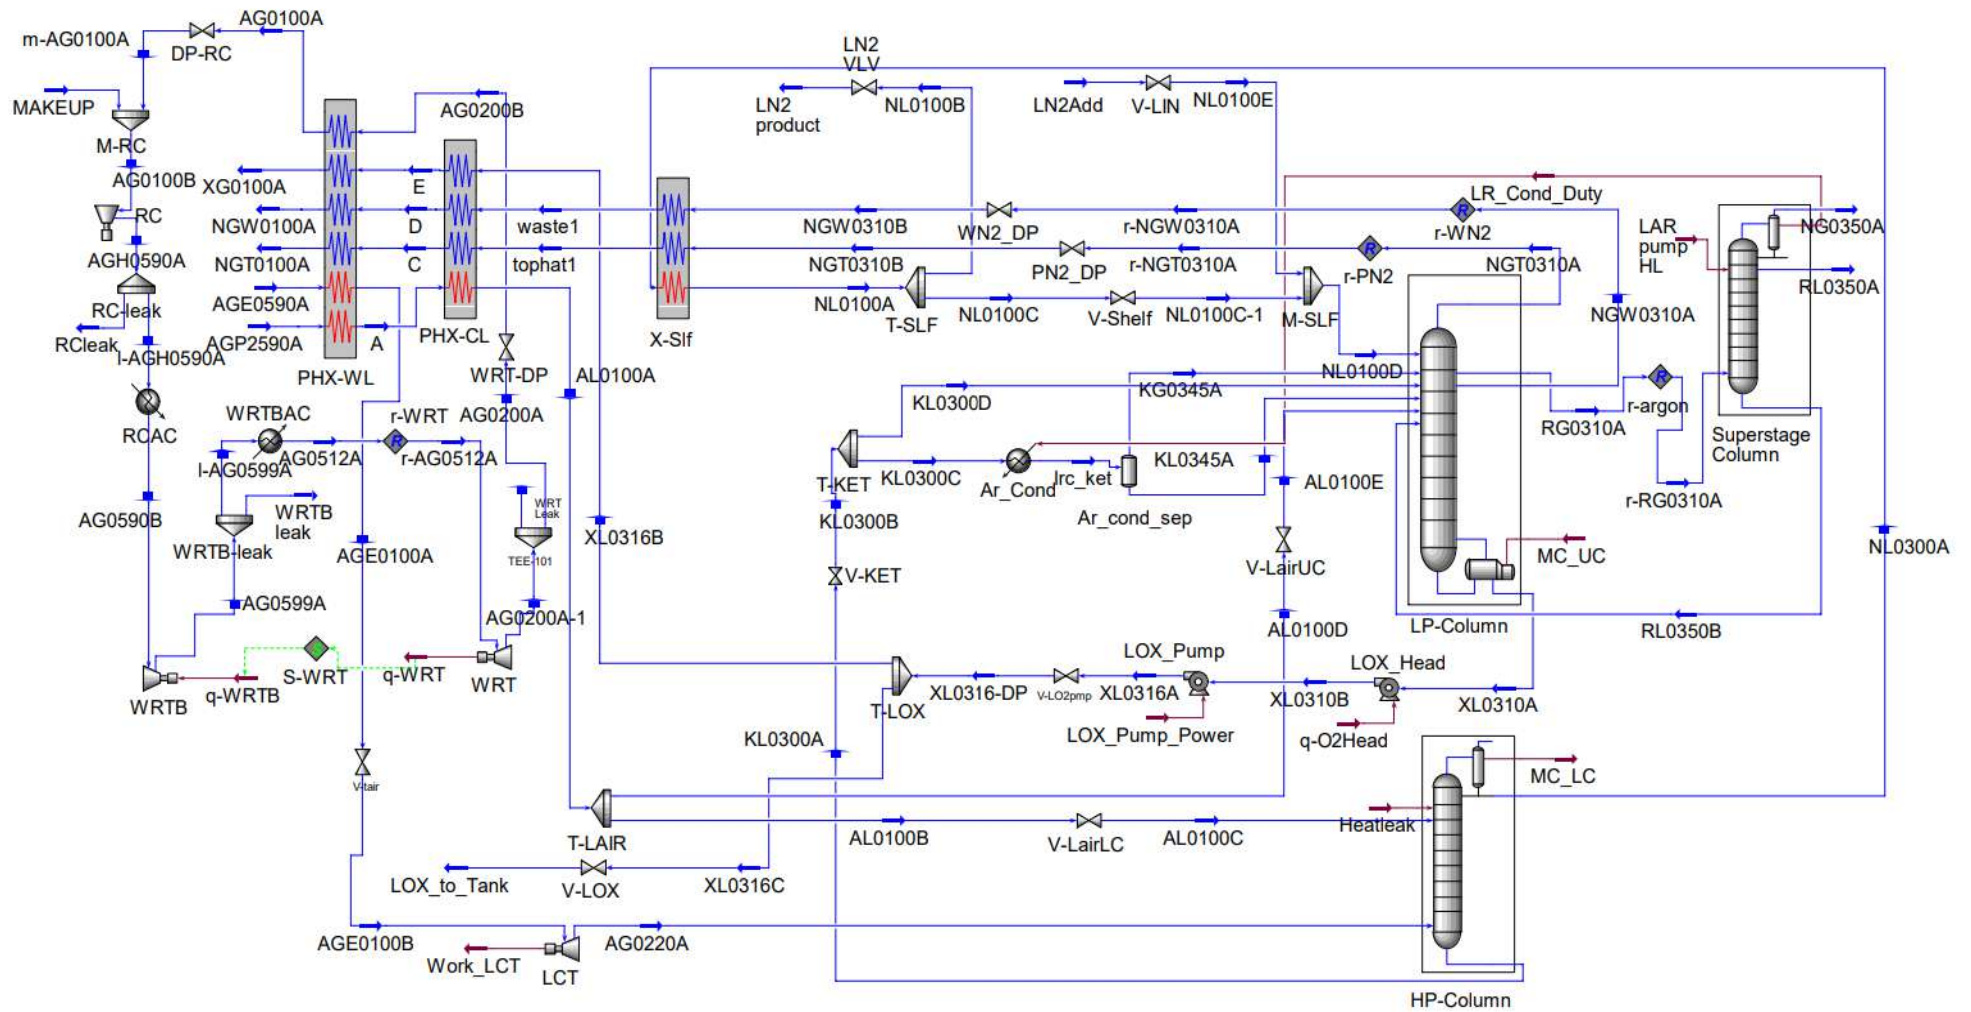 AG0100A
m-AG0100A
DP-RC
MAKEUP
M-RC
AG0100B
RC
AGH0590A
RC-leak
RCleak
l-AGH0590A
RCAC
AG0590B
XG0100A
NGW0100A
NGT0100A
AGE0590A
AGP2590A
A
PHX-WL
AG0200B
E
D
C
PHX-CL
WRT-DP
AG0200A
AL0100A
waste1
tophat1
X-Slf
LN2
VLV
LN2
product
NL0100B
LN2Add
V-LIN
NL0100E
NGW0310B
WN2_DP
r-NGW0310A
LR_Cond_Duty
r-WN2
NGT0310B
PN2_DP
r-NGT0310A
r-PN2
NGT0310A
NL0100A
T-SLF
NL0100C
V-Shelf
NL0100C-1
M-SLF
NGW0310A
LAR
pump
HL
NG0350A
RL0350A
NL0100D
KG0345A
KL0300D
r-argon
RG0310A
Superstage
Column
r-RG0310A
WRTBAC
r-WRT
l-AG0599A
AG0512A
r-AG0512A
WRTB
leak
WRTB-leak
WRT
Leak
TEE-101
XL0316B
AGE0100A
AG0599A
AG0200A-1
T-KET
KL0300C
Ar_Cond
lrc_ket
KL0345A
Ar_cond_sep
KL0300B
V-KET
AL0100E
V-LairUC
AL0100D
MC_UC
NL0300A
LP-Column
RL0350B
S-WRT
q-WRT
WRT
q-WRTB
WRTB
XL0316-DP
V-LO2pmp
XL0316A
LOX_Pump
LOX_Pump_Power
XL0310B
LOX_Head
q-O2Head
XL0310A
T-LOX
KL0300A
V-tair
MC_LC
Heatleak
T-LAIR
AL0100B
V-LairLC
AL0100C
LOX_to_Tank
V-LOX
XL0316C
AGE0100B
Work_LCT
LCT
AG0220A
HP-Column